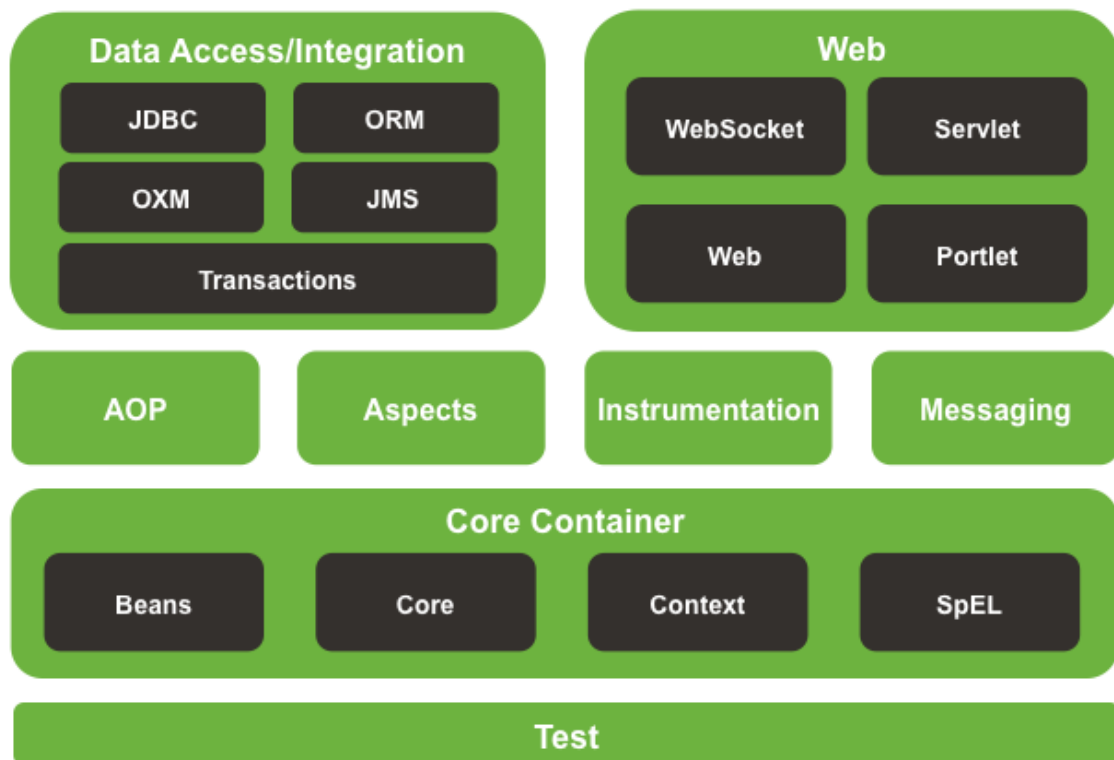 Data Access/Integration
JDBC
ORM
OXM
JMS
Transactions
Web
WebSocket
Servlet
Web
Portlet
AOP
Aspects
Instrumentation
Messaging
Core Container
Beans
Core
Context
SpEL
Test